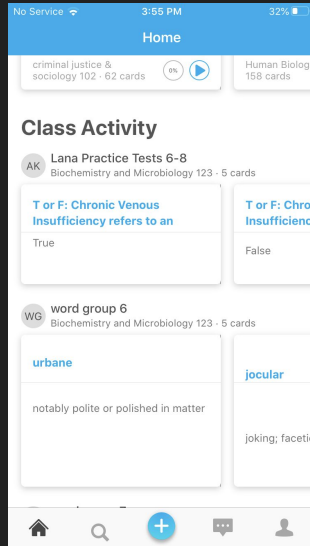 No Service 3:55 PM 32%
Home
criminal justice &
sociology 102 · 62 cards
0%
Human Biolog
158 cards
Class Activity
AK
Lana Practice Tests 6-8
Biochemistry and Microbiology 123 · 5 cards
T or F: Chronic Venous
Insufficiency refers to an
True
T or F: Chro
Insufficienc
False
WG
word group 6
Biochemistry and Microbiology 123 · 5 cards
urbane
notably polite or polished in matter
jocular
joking; faceti